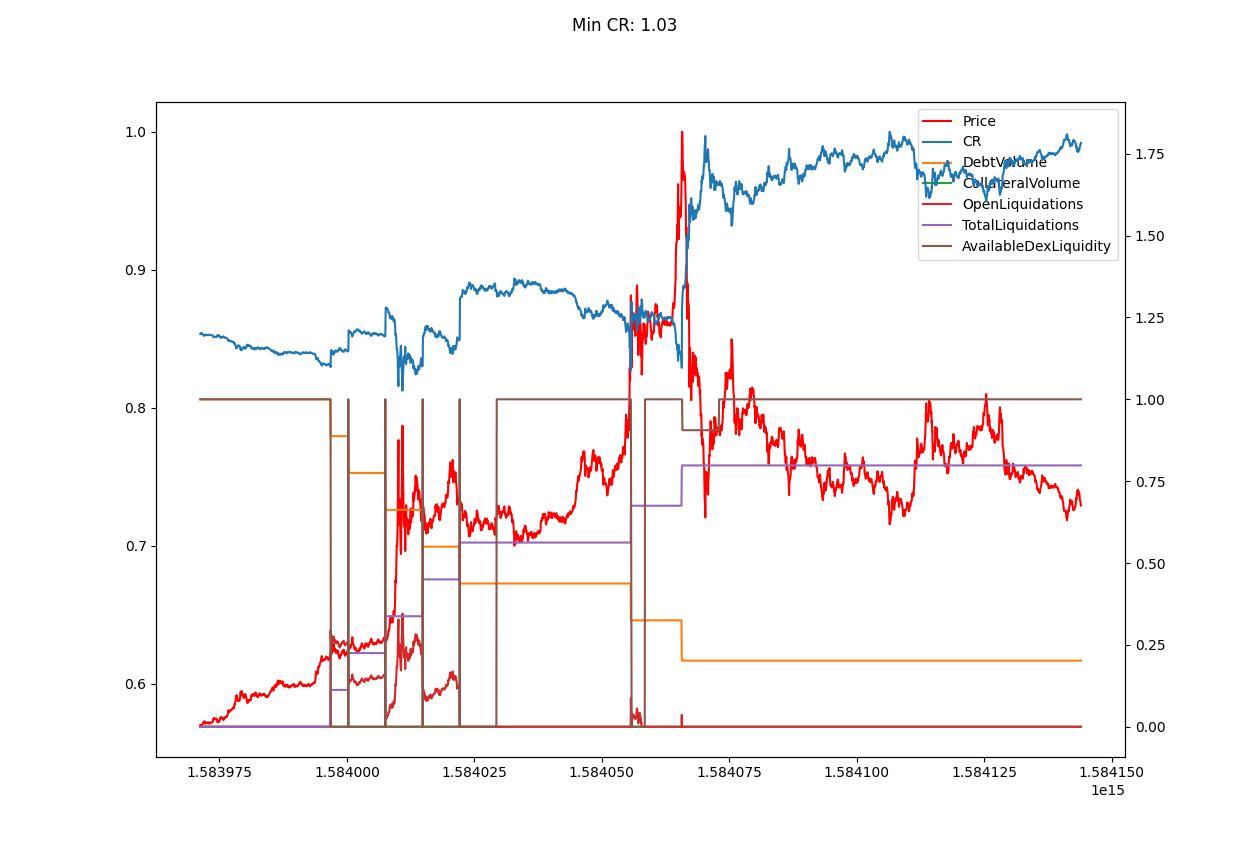 Min CR: 1.03
1.0
0.9
0.8
0.7
0.6
Price
CR
DebtVolume
CollateralVolume
OpenLiquidations
TotalLiquidations
AvailableDexLiquidity
1.75
1.50
1.25
1.00
0.75
0.50
0.25
0.00
1.583975 1.584000 1.584025 1.584050 1.584075 1.584100 1.584125 1.584150
1e15